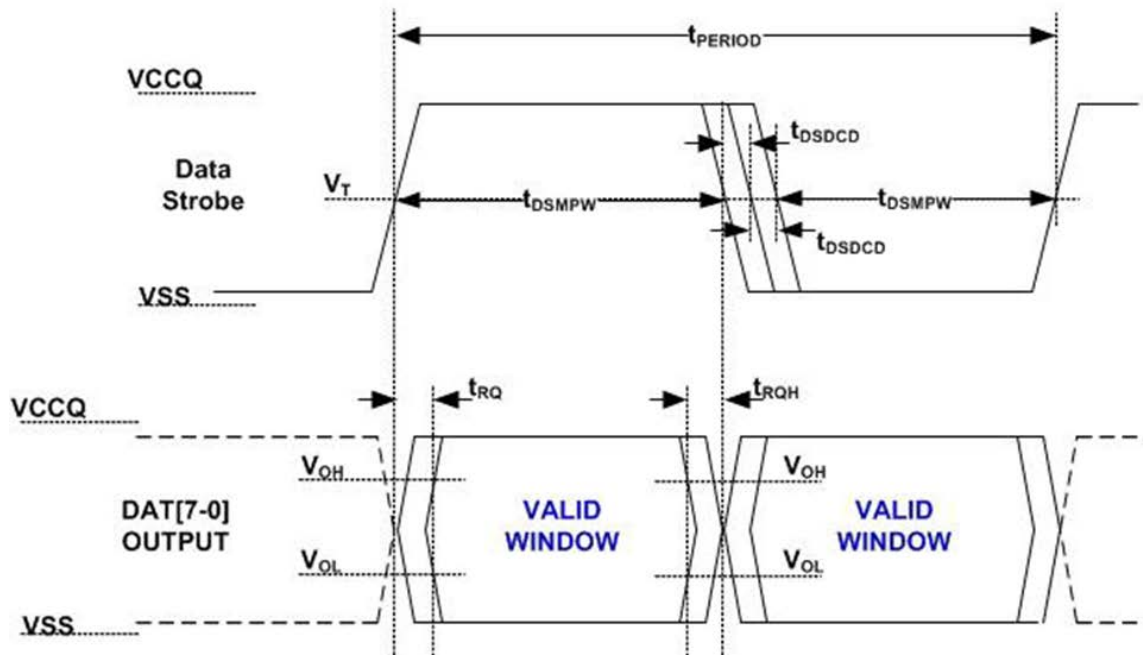 tPERIOD
VCCQ
tDSDCD
Data
Strobe
VT
tDSMPW
tDSMPW
tDSDCD
VSS
tRQ
tRQH
VCCQ
VOH
VOH
DAT[7-0]
OUTPUT
VALID
WINDOW
VALID
WINDOW
VOL
VOL
VSS